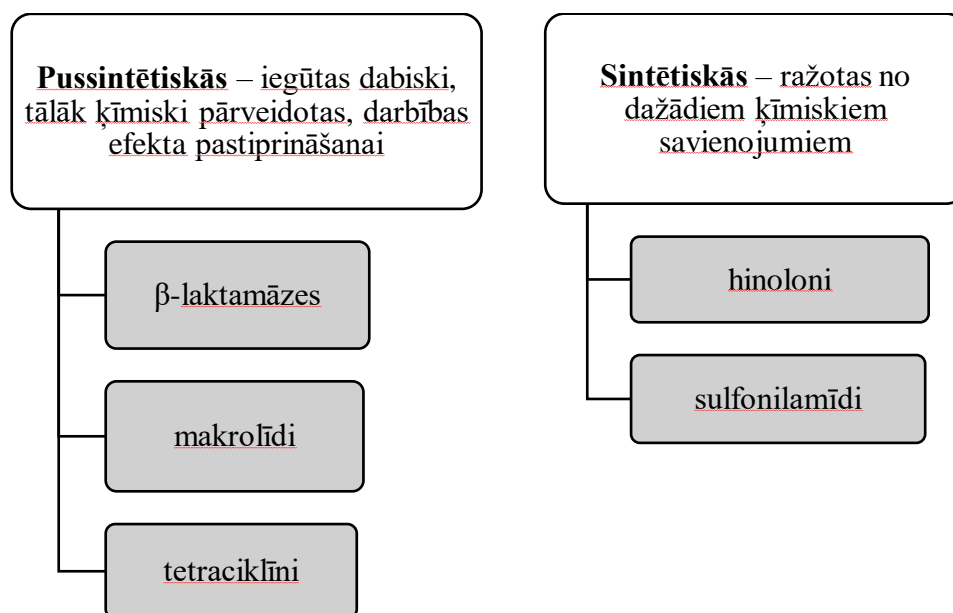 Pussintētiskās – iegūtas dabiski,
tālāk ķīmiski pārveidotas, darbības
efekta pastiprināšanai
β-laktamāzes
makrolīdi
tetraciklīni
Sintētiskās – ražotas no
dažādiem ķīmiskiem
savienojumiem
hinoloni
sulfonilamīdi